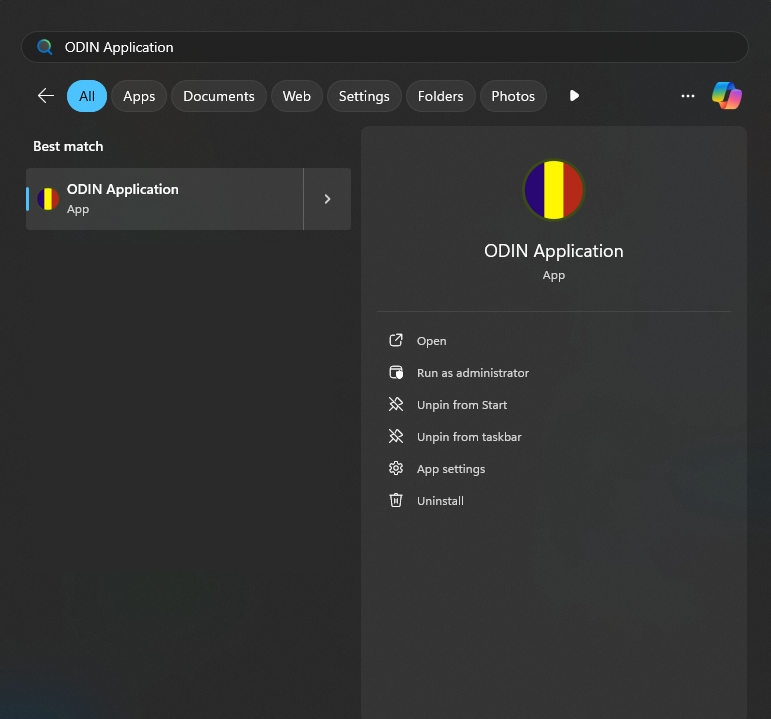 ODIN Application
All
Apps
Documents
Web
Settings
Folders
Photos
Best match
ODIN Application
App
ODIN Application
App
Open
Run as administrator
Unpin from Start
Unpin from taskbar
App settings
Uninstall